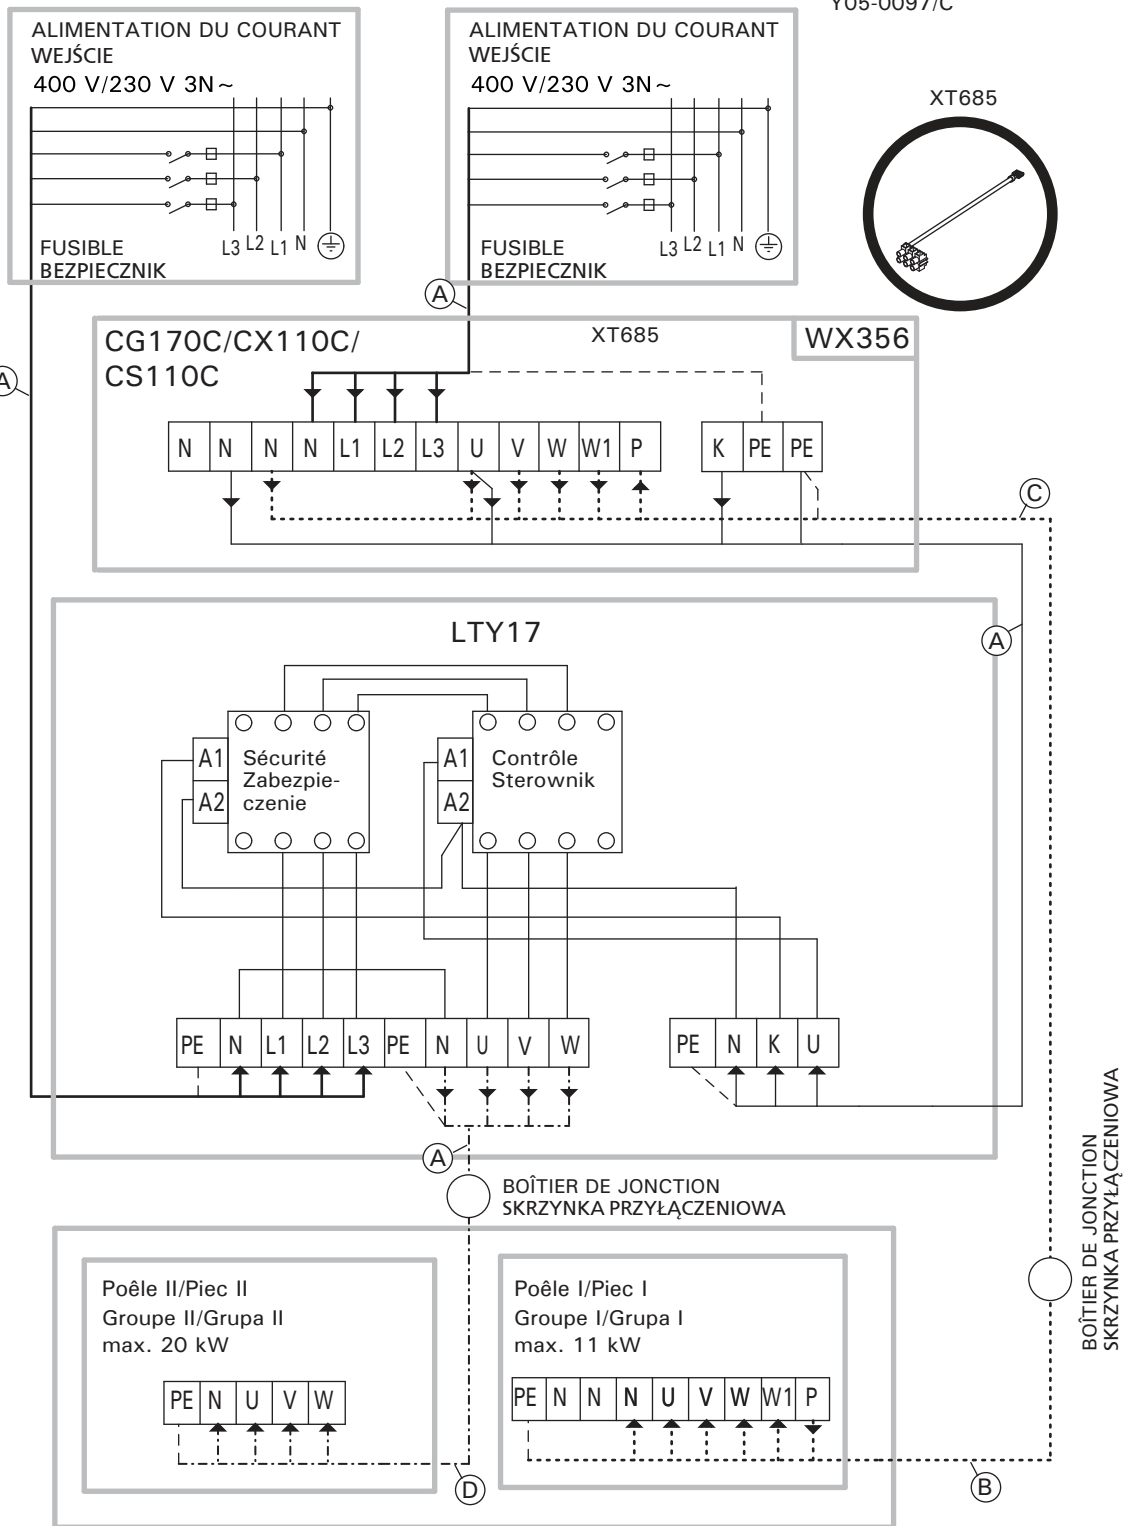 Y05-0097/C
ALIMENTATION DU COURANT
WEJŚCIE
400 V/230 V 3N~
L3 L2 L1 N
FUSIBLE
BEZPIECZNIK
ALIMENTATION DU COURANT
WEJŚCIE
400 V/230 V 3N~
L3 L2 L1 N
FUSIBLE
BEZPIECZNIK
XT685
A
A
CG170C/CX110C/
CS110C
XT685
WX356
N N N N L1 L2 L3 U V W W1 P
K PE PE
C
LTY17
A
A1
A2
Sécurité
Zabezpie-
czenie
A1
A2
Contrôle
Sterownik
PE N L1 L2 L3 PE N U V W
PE N K U
A
BOÎTIER DE JONCTION
SKRZYNKA PRZYŁĄCZENIOWA
BOÎTIER DE JONCTION
SKRZYNKA PRZYŁĄCZENIOWA
Poêle II/Piec II
Groupe II/Grupa II
max. 20 kW
PE N U V W
D
Poêle I/Piec I
Groupe I/Grupa I
max. 11 kW
PE N N N U V W W1 P
B